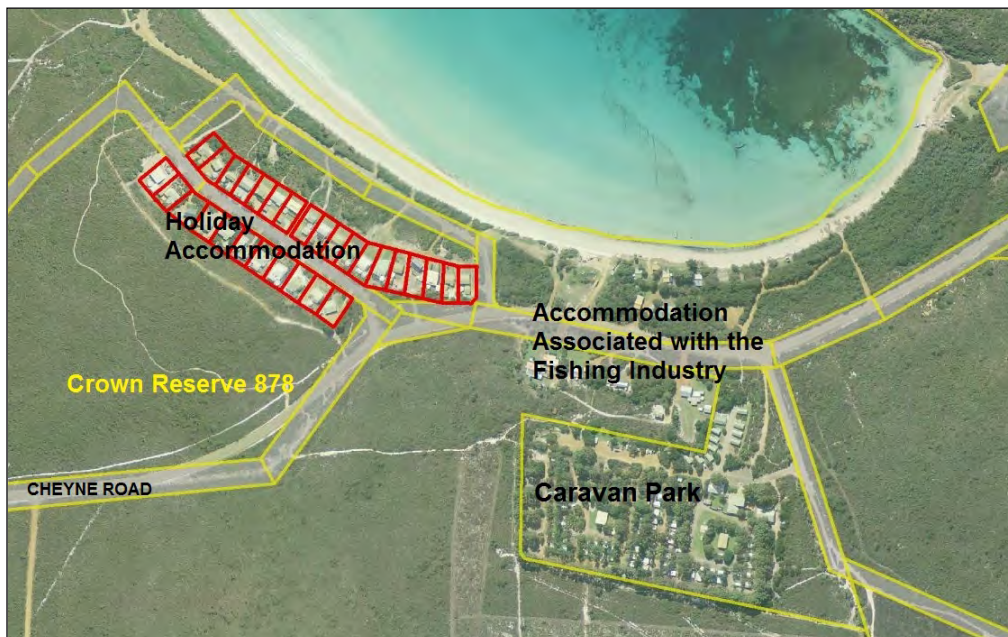 Holiday
Accommodation
Accommodation
Associated with the
Fishing Industry
Crown Reserve 878
CHEYNE ROAD
Caravan Park